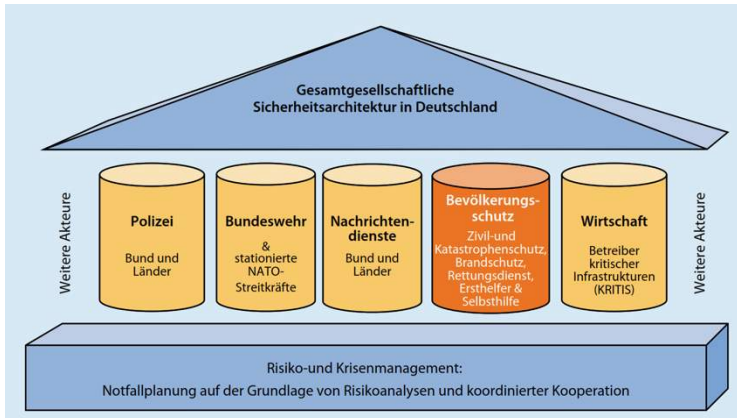 Gesamtgesellschaftliche
Sicherheitsarchitektur in Deutschland
Weitere Akteure
Polizei
Bund und
Länder
Bundeswehr
&
stationierte
NATO-
Streitkräfte
Nachrichten-
dienste
Bund und
Länder
Bevölkerungs-
schutz
Zivil-und
Katastrophenschutz,
Brandschutz,
Rettungsdienst,
Ersthelfer &
Selbsthilfe
Wirtschaft
Betreiber
kritischer
Infrastrukturen
(KRITIS)
Weitere Akteure
Risiko-und Krisenmanagement:
Notfallplanung auf der Grundlage von Risikoanalysen und koordinierter Kooperation